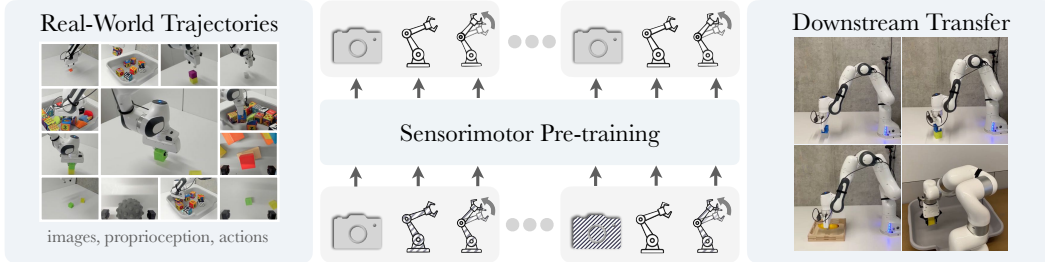 Real-World Trajectories
images, proprioception, actions
Sensorimotor Pre-training
Downstream Transfer